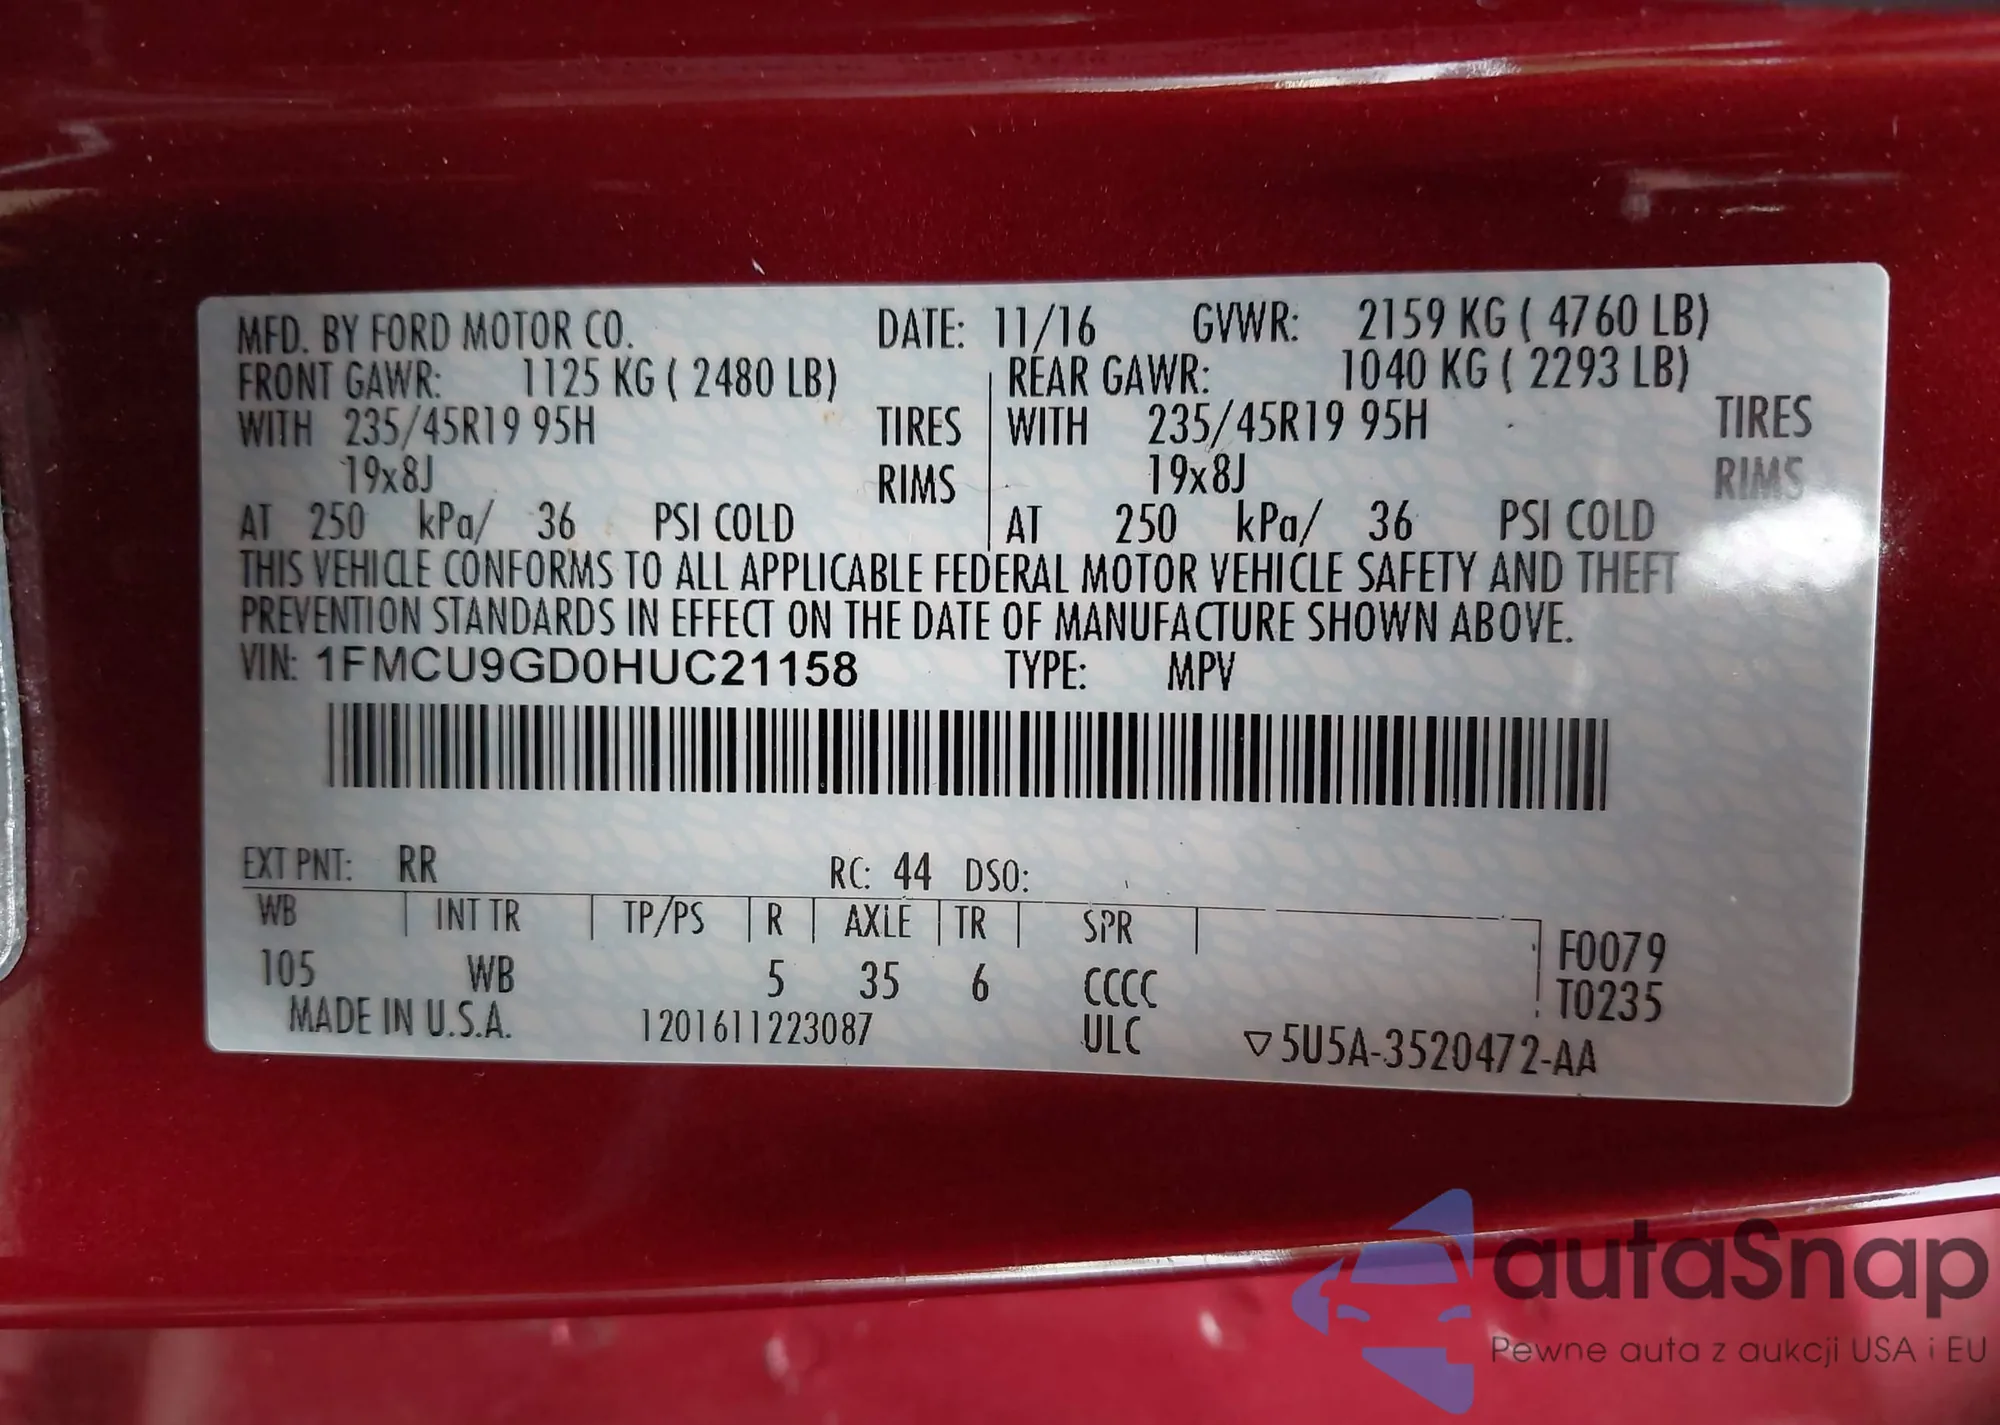 MFD. BY FORD MOTOR CO. DATE: 11/16 GVWR: 2159 KG ( 4760 LB)
FRONT GAWR: 1125 KG ( 2480 LB) REAR GAWR: 1040 KG ( 2293 LB)
WITH 235/45R19 95H TIRES WITH 235/45R19 95H TIRES
19x8J RIMS 19x8J RIMS
AT 250 kPa/ 36 PSI COLD AT 250 kPa/ 36 PSI COLD
THIS VEHICLE CONFORMS TO ALL APPLICABLE FEDERAL MOTOR VEHICLE SAFETY AND THEFT
PREVENTION STANDARDS IN EFFECT ON THE DATE OF MANUFACTURE SHOWN ABOVE.
VIN: 1FMCU9GD0HUC21158 TYPE: MPV
EXT PNT: RR RC: 44 DSO:
WB INT TR TP/PS R AXLE TR SPR
105 WB 5 35 6 CCCC F0079
T0235
MADE IN U.S.A. 1201611223087 ULC ▽5U5A-3520472-AA
autaSnap
Pewne auta z aukcji USA i EU